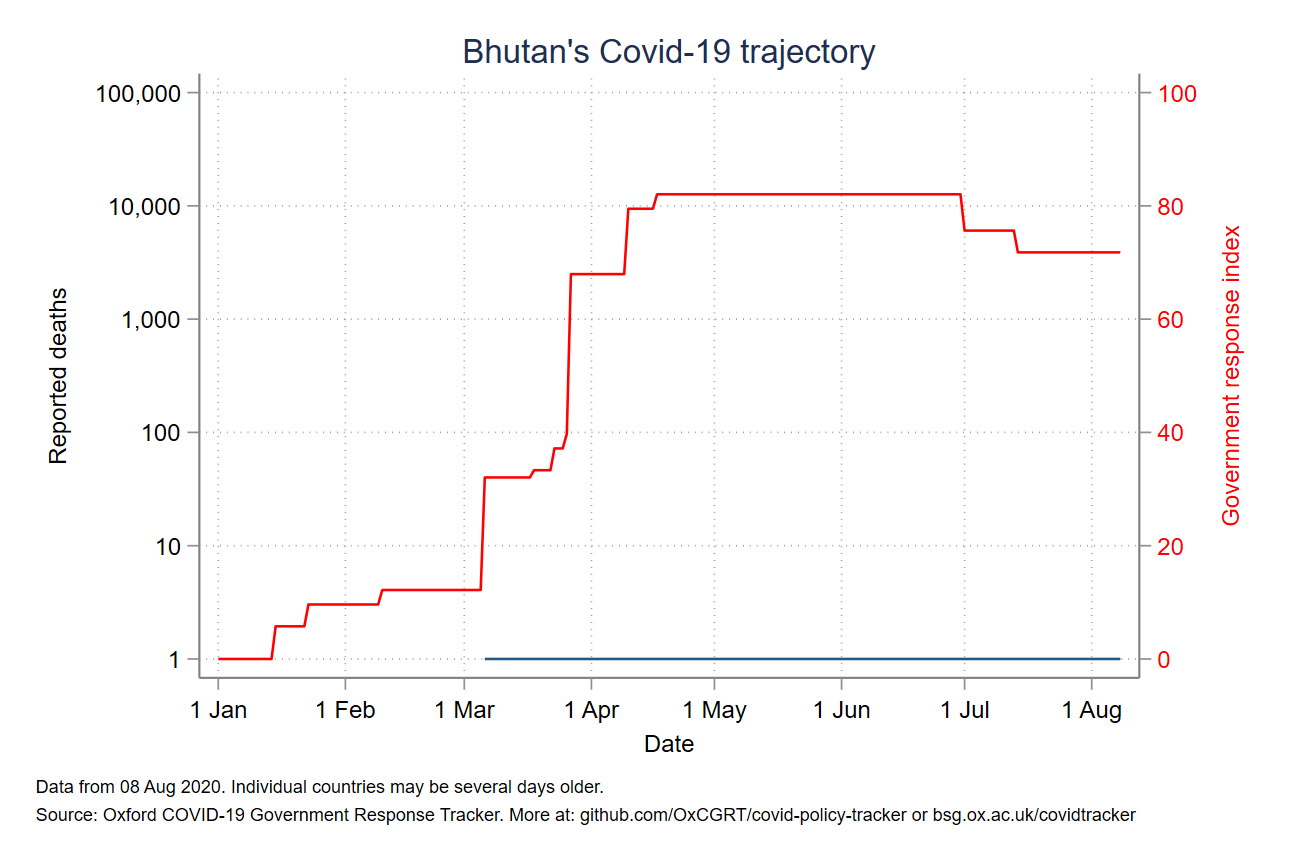 Bhutan's Covid-19 trajectory
100,000
10,000
1,000
100
10
1
Reported deaths
100
80
60
40
20
0
Government response index
1 Jan
1 Feb
1 Mar
1 Apr
1 May
1 Jun
1 Jul
1 Aug
Date
Data from 08 Aug 2020. Individual countries may be several days older.
Source: Oxford COVID-19 Government Response Tracker. More at: github.com/OxCGRT/covid-policy-tracker or bsg.ox.ac.uk/covidtracker